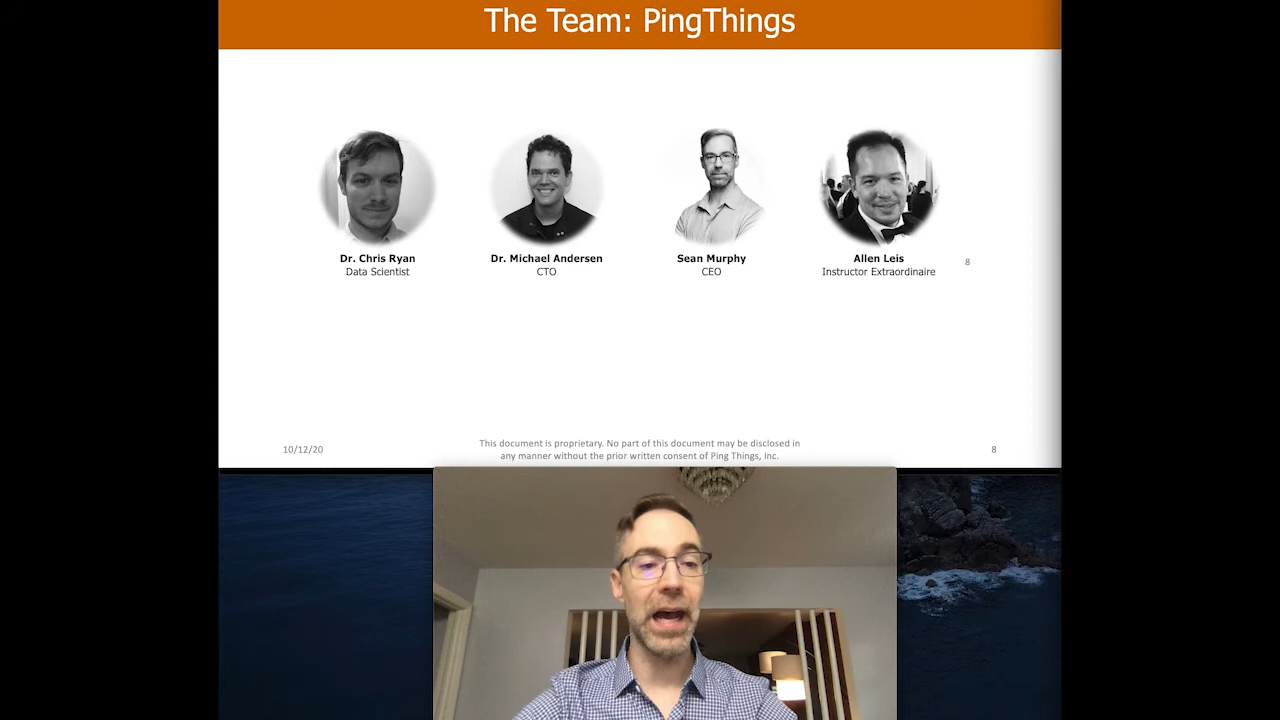 The Team: PingThings
Dr. Chris Ryan
Data Scientist
Dr. Michael Andersen
CTO
Sean Murphy
CEO
Allen Leis
Instructor Extraordinaire
8
10/12/20
This document is proprietary. No part of this document may be disclosed in
any manner without the prior written consent of Ping Things, Inc.
8